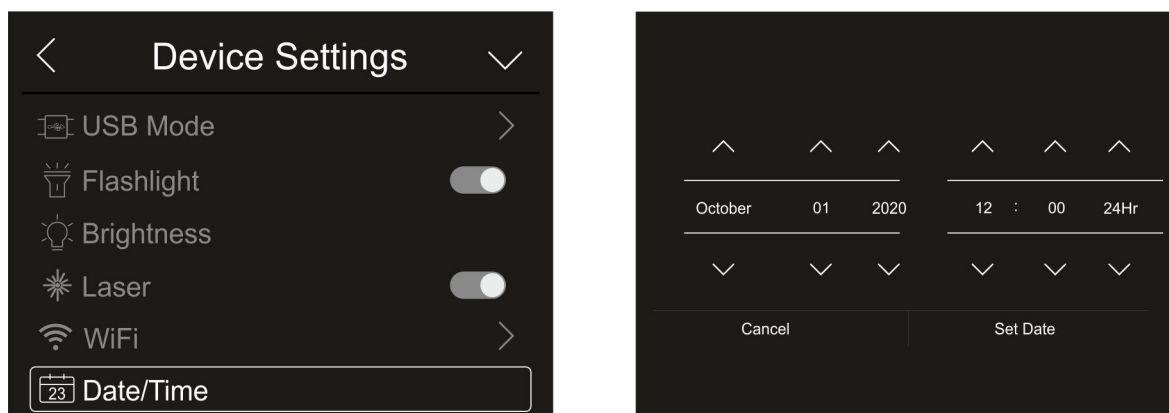 Device Settings
USB Mode
Flashlight
Brightness
Laser
WiFi
23 Date/Time
October 01 2020 12 : 00 24Hr
Cancel Set Date